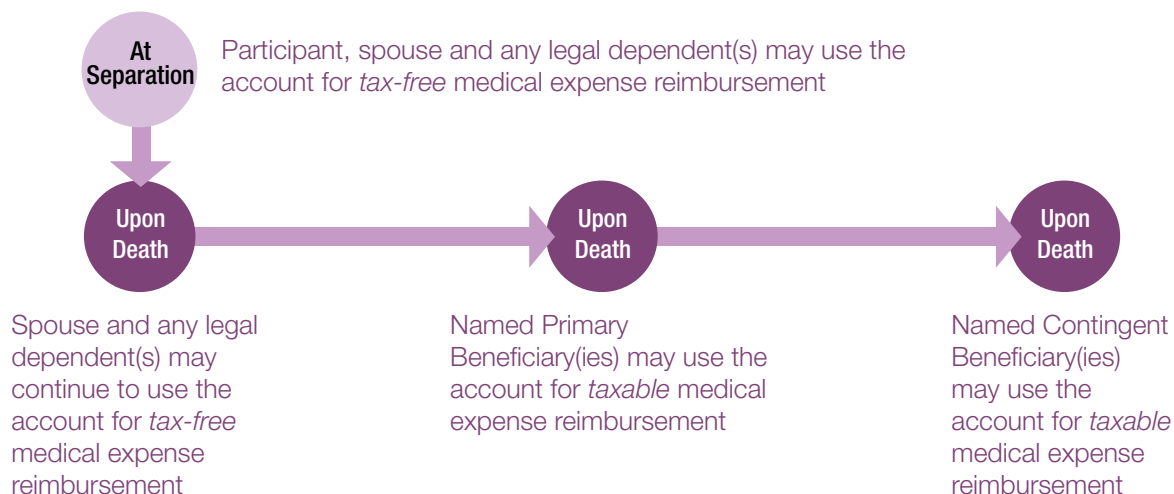 At
Separation
Participant, spouse and any legal dependent(s) may use the
account for tax-free medical expense reimbursement
Upon
Death
Upon
Death
Upon
Death
Spouse and any legal
dependent(s) may
continue to use the
account for tax-free
medical expense
reimbursement
Named Primary
Beneficiary(ies) may use the
account for taxable medical
expense reimbursement
Named Contingent
Beneficiary(ies)
may use the
account for taxable
medical expense
reimbursement